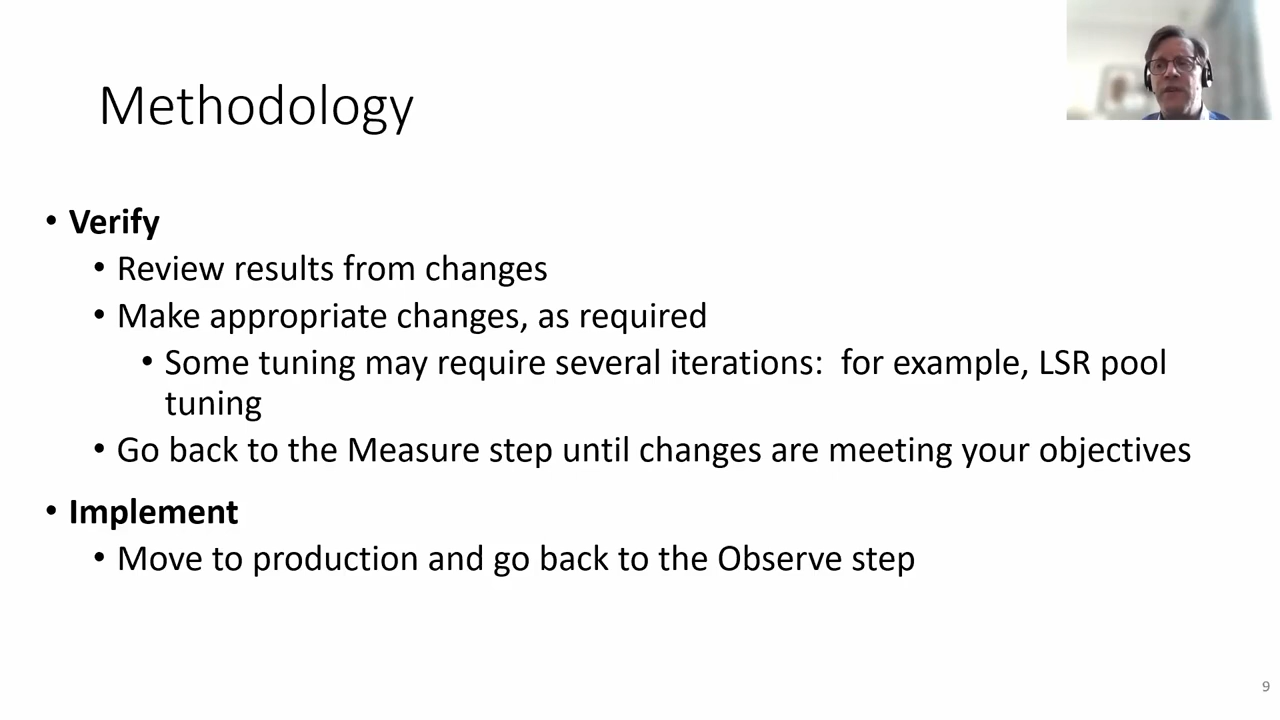 Methodology
• Verify
• Review results from changes
• Make appropriate changes, as required
• Some tuning may require several iterations:  for example, LSR pool
tuning
• Go back to the Measure step until changes are meeting your objectives
• Implement
• Move to production and go back to the Observe step
9